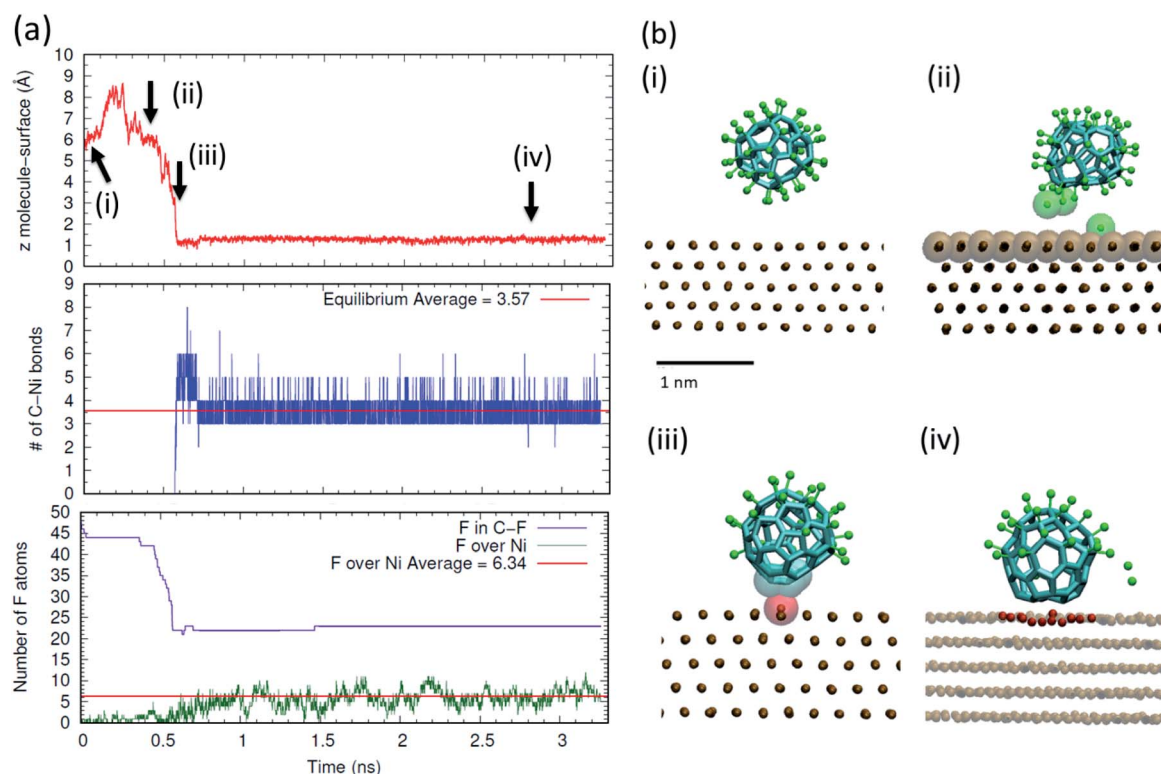 (a)
10
9
8
7
6
5
4
3
2
1
0
z molecule–surface (Å)
(i)
(ii)
(iii)
(iv)
9
8
7
6
5
4
3
2
1
0
# of C–Ni bonds
Equilibrium Average = 3.57
50
45
40
35
30
25
20
15
10
5
0
Number of F atoms
F in C–F
F over Ni
F over Ni Average = 6.34
0 0.5 1 1.5 2 2.5 3
Time (ns)
(b)
(i)
(ii)
1 nm
(iii)
(iv)